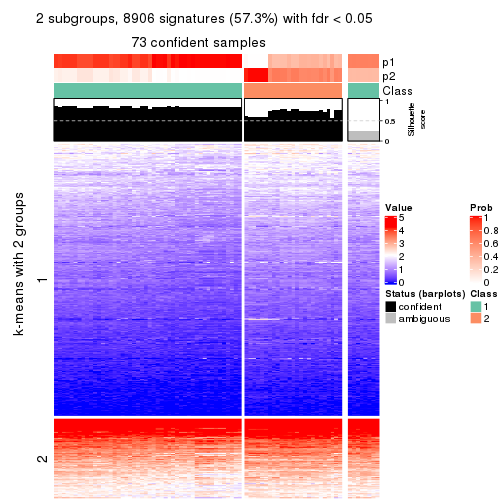 2 subgroups, 8906 signatures (57.3%) with fdr < 0.05
73 confident samples
p1
p2
Class
1
0.5
0
Silhouette
score
k-means with 2 groups
1
2
Value
5
4
3
2
1
0
Prob
1
0.8
0.6
0.4
0.2
0
Status (barplots)
confident
ambiguous
Class
1
2